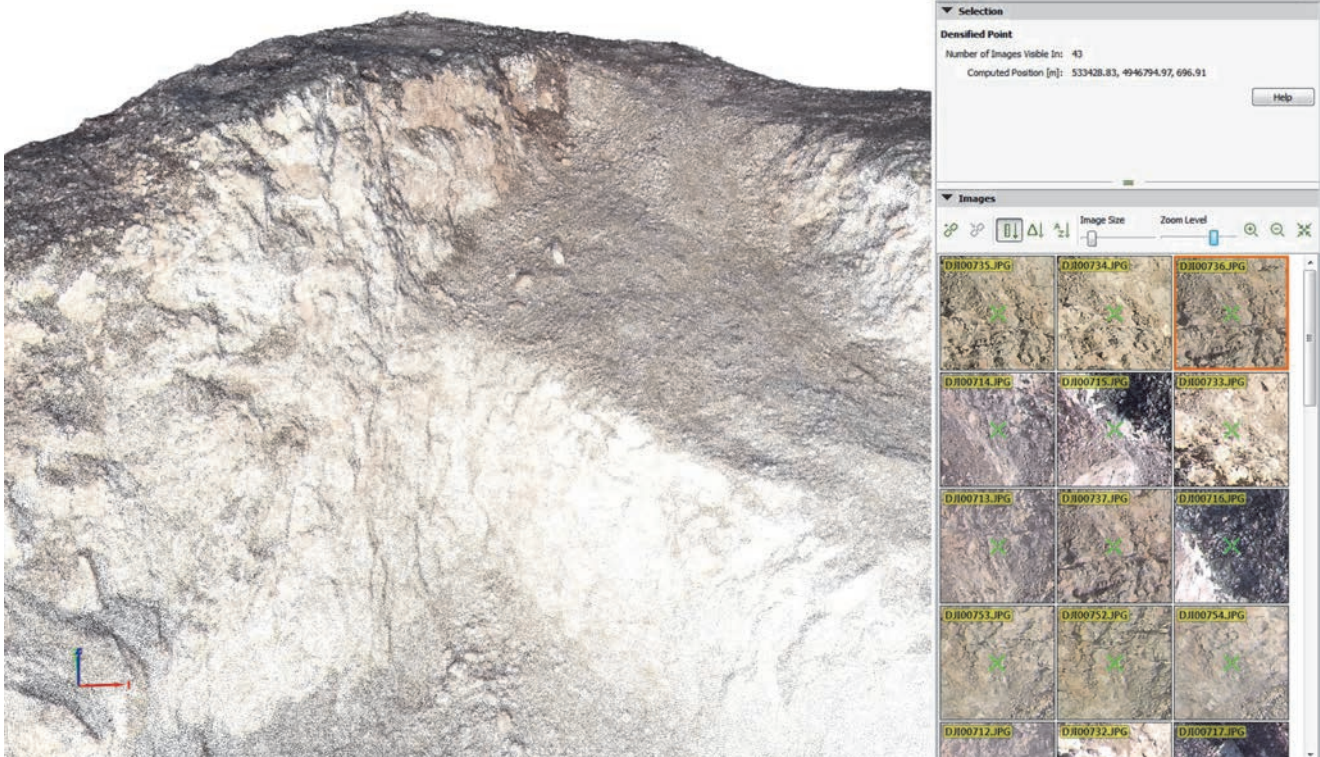 Selection
Densified Point
Number of Images Visible In: 43
Computed Position [m]: 533428.83, 4946794.97, 696.91
Help
Images
Image Size
Zoom Level
DJI00735.JPG
DJI00734.JPG
DJI00736.JPG
DJI00714.JPG
DJI00715.JPG
DJI00733.JPG
DJI00713.JPG
DJI00737.JPG
DJI00716.JPG
DJI00753.JPG
DJI00752.JPG
DJI00754.JPG
DJI00712.JPG
DJI00732.JPG
DJI00717.JPG